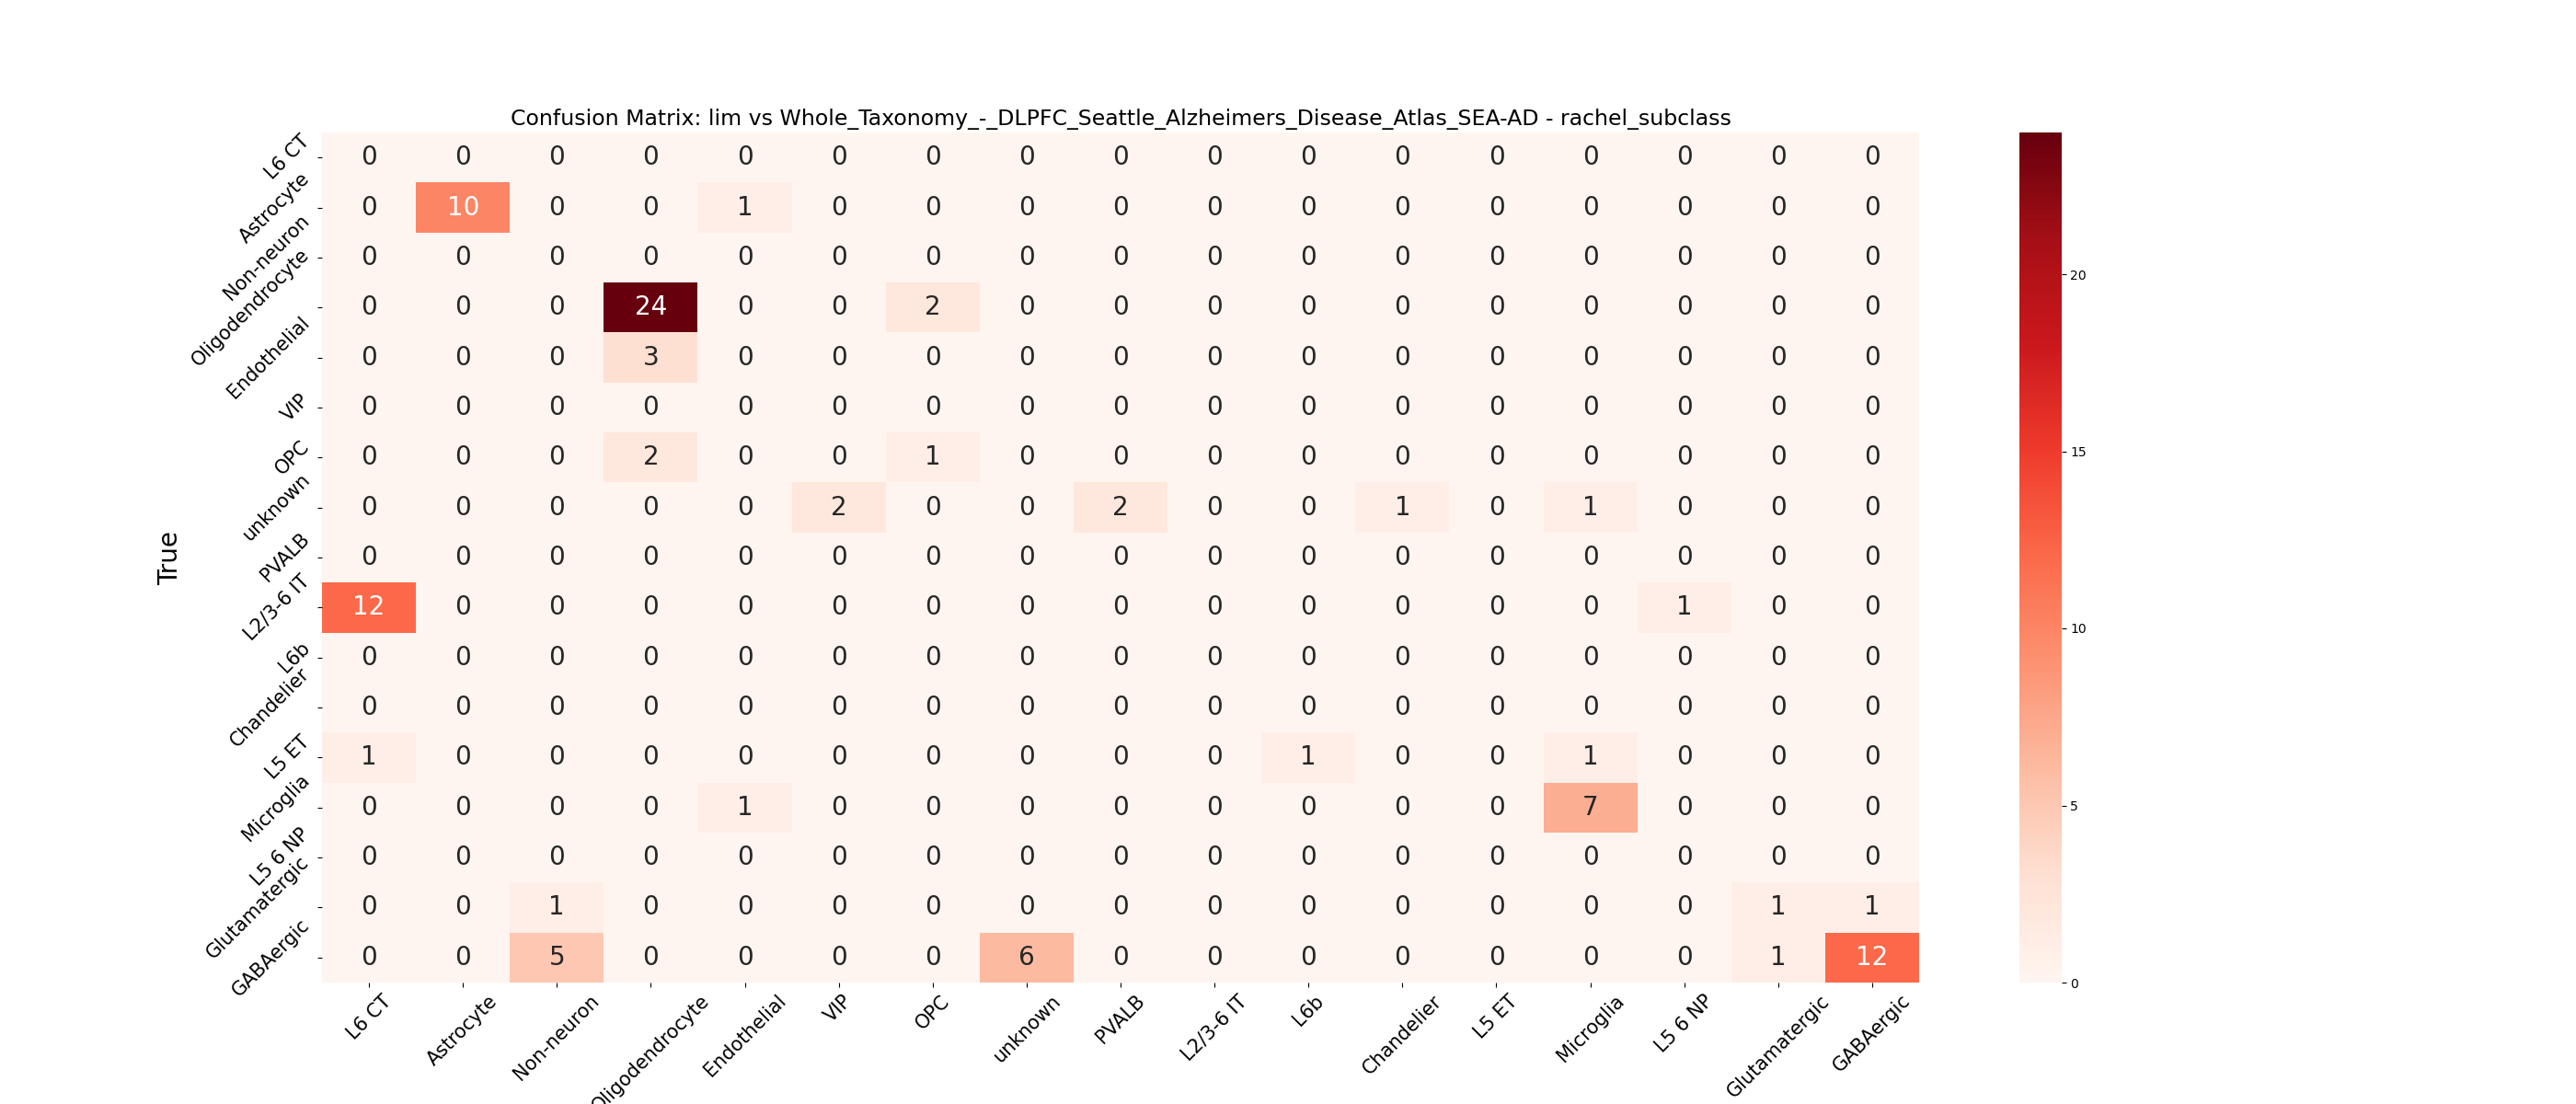 Confusion Matrix: lim vs Whole_Taxonomy_-_DLPFC_Seattle_Alzheimers_Disease_Atlas_SEA-AD - rachel_subclass
True
L6 CT 0 0 0 0 0 0 0 0 0 0 0 0 0 0 0 0 0
Astrocyte 0 10 0 0 1 0 0 0 0 0 0 0 0 0 0 0 0
Non-neuron 0 0 0 0 0 0 0 0 0 0 0 0 0 0 0 0 0
Oligodendrocyte 0 0 0 24 0 0 2 0 0 0 0 0 0 0 0 0 0
Endothelial 0 0 0 3 0 0 0 0 0 0 0 0 0 0 0 0 0
VIP 0 0 0 0 0 0 0 0 0 0 0 0 0 0 0 0 0
OPC 0 0 0 2 0 0 1 0 0 0 0 0 0 0 0 0 0
unknown 0 0 0 0 0 2 0 0 2 0 0 1 0 1 0 0 0
PVALB 0 0 0 0 0 0 0 0 0 0 0 0 0 0 0 0 0
L2/3-6 IT 12 0 0 0 0 0 0 0 0 0 0 0 0 0 1 0 0
L6b 0 0 0 0 0 0 0 0 0 0 0 0 0 0 0 0 0
Chandelier 0 0 0 0 0 0 0 0 0 0 0 0 0 0 0 0 0
L5 ET 1 0 0 0 0 0 0 0 0 0 1 0 0 1 0 0 0
Microglia 0 0 0 0 1 0 0 0 0 0 0 0 0 7 0 0 0
L5 6 NP 0 0 0 0 0 0 0 0 0 0 0 0 0 0 0 0 0
Glutamatergic 0 0 1 0 0 0 0 0 0 0 0 0 0 0 0 1 1
GABAergic 0 0 5 0 0 0 0 6 0 0 0 0 0 0 0 1 12
L6 CT Astrocyte Non-neuron Oligodendrocyte Endothelial VIP OPC unknown PVALB L2/3-6 IT L6b Chandelier L5 ET Microglia L5 6 NP Glutamatergic GABAergic
20
15
10
5
0